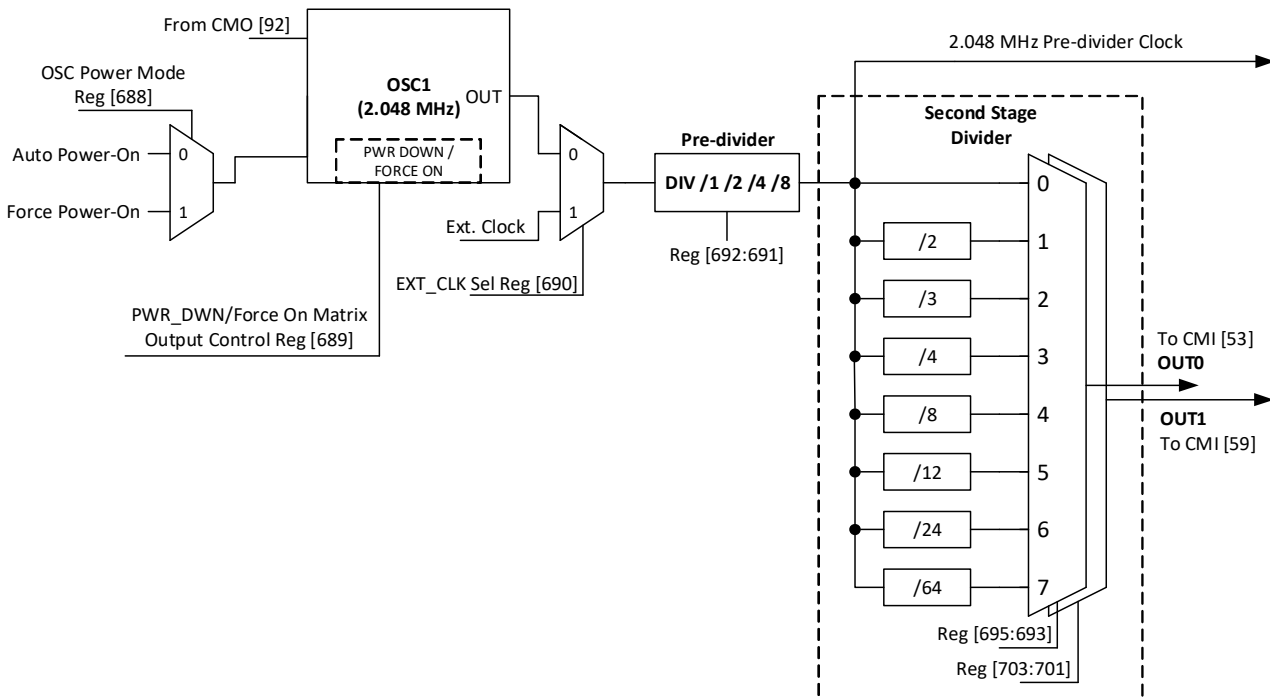 From CMO [92]
OSC Power Mode
Reg [688]
Auto Power-On
0
Force Power-On
1
OSC1
(2.048 MHz)
OUT
PWR DOWN /
FORCE ON
PWR_DWN/Force On Matrix
Output Control Reg [689]
0
1
Ext. Clock
EXT_CLK Sel Reg [690]
Pre-divider
DIV /1 /2 /4 /8
Reg [692:691]
2.048 MHz Pre-divider Clock
Second Stage
Divider
0
/2
1
/3
2
/4
3
/8
4
/12
5
/24
6
/64
7
Reg [695:693]
Reg [703:701]
To CMI [53]
OUT0
OUT1
To CMI [59]